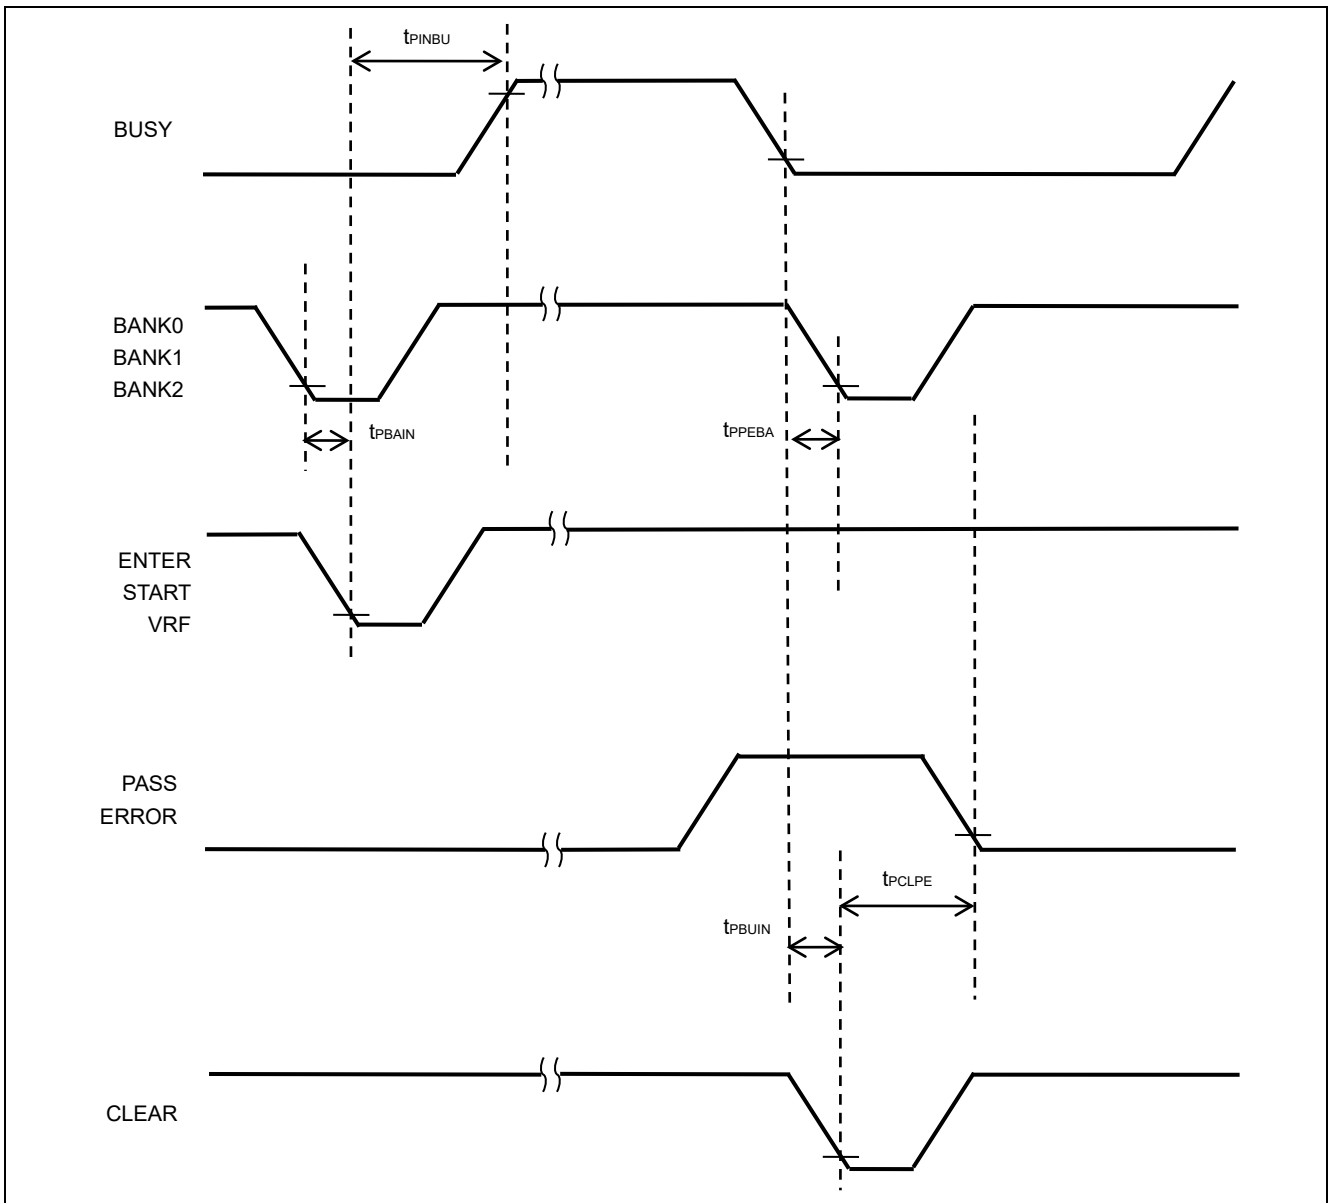 tPINBU
BUSY
BANK0
BANK1
BANK2
tPBAIN
tPPEBA
ENTER
START
VRF
PASS
ERROR
tPCLPE
tPBUIN
CLEAR